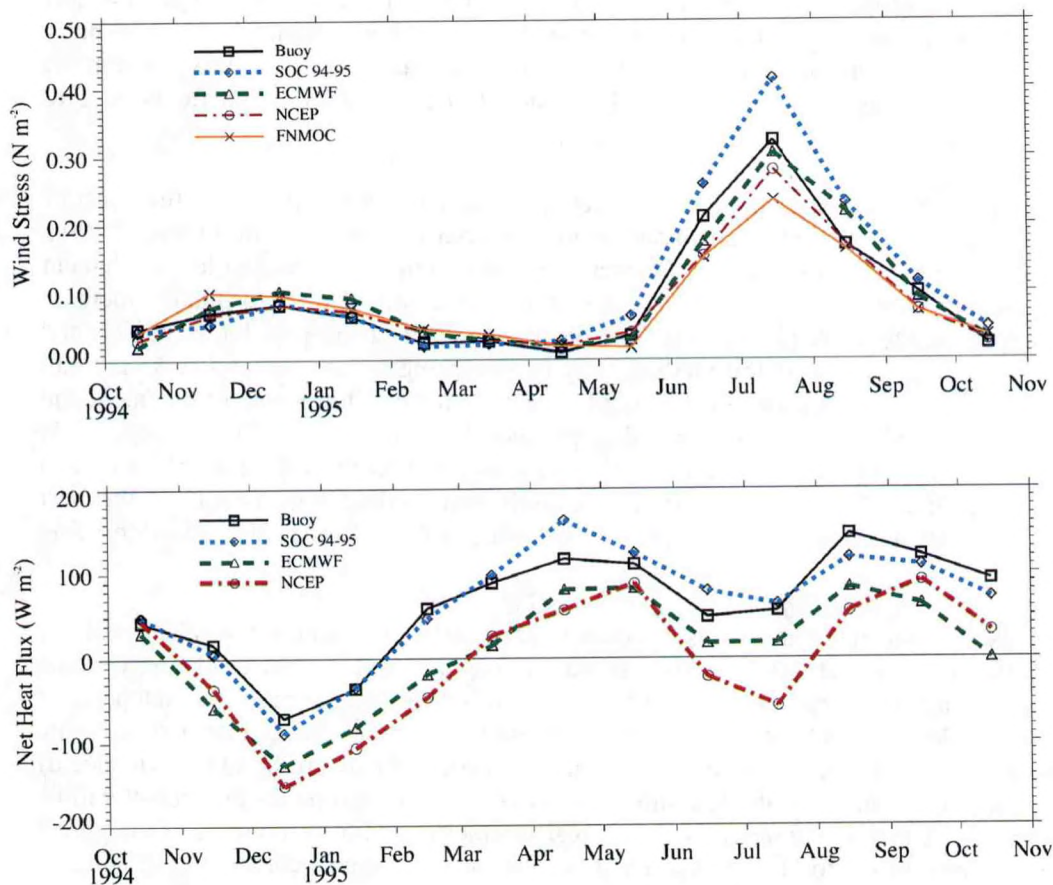 0.50
0.40
0.30
0.20
0.10
0.00
Wind Stress (N m-2)
Buoy
SOC 94-95
ECMWF
NCEP
FNMOC
Oct Nov Dec Jan Feb Mar Apr May Jun Jul Aug Sep Oct Nov
1994 1995
200
100
0
-100
-200
Net Heat Flux (W m-2)
Buoy
SOC 94-95
ECMWF
NCEP
Oct Nov Dec Jan Feb Mar Apr May Jun Jul Aug Sep Oct Nov
1994 1995